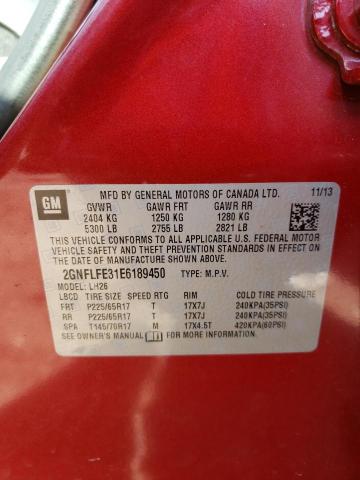 GM
MFD BY GENERAL MOTORS OF CANADA LTD. 11/13
GVWR GAWR FRT GAWR RR
2404 KG 1250 KG 1280 KG
5300 LB 2755 LB 2821 LB
THIS VEHICLE CONFORMS TO ALL APPLICABLE U.S. FEDERAL MOTOR
VEHICLE SAFETY AND THEFT PREVENTION STANDARDS IN EFFECT ON THE
DATE OF MANUFACTURE SHOWN ABOVE.
2GNFLFE31E6189450 TYPE: M.P.V.
MODEL: LH26
LBCD TIRE SIZE SPEED RTG RIM COLD TIRE PRESSURE
FRT P225/65R17 T 17X7J 240KPA(35PSI)
RR P225/65R17 T 17X7J 240KPA(35PSI)
SPA T145/70R17 M 17X4.5T 420KPA(60PSI)
SEE OWNER'S MANUAL FOR MORE INFORMATION.